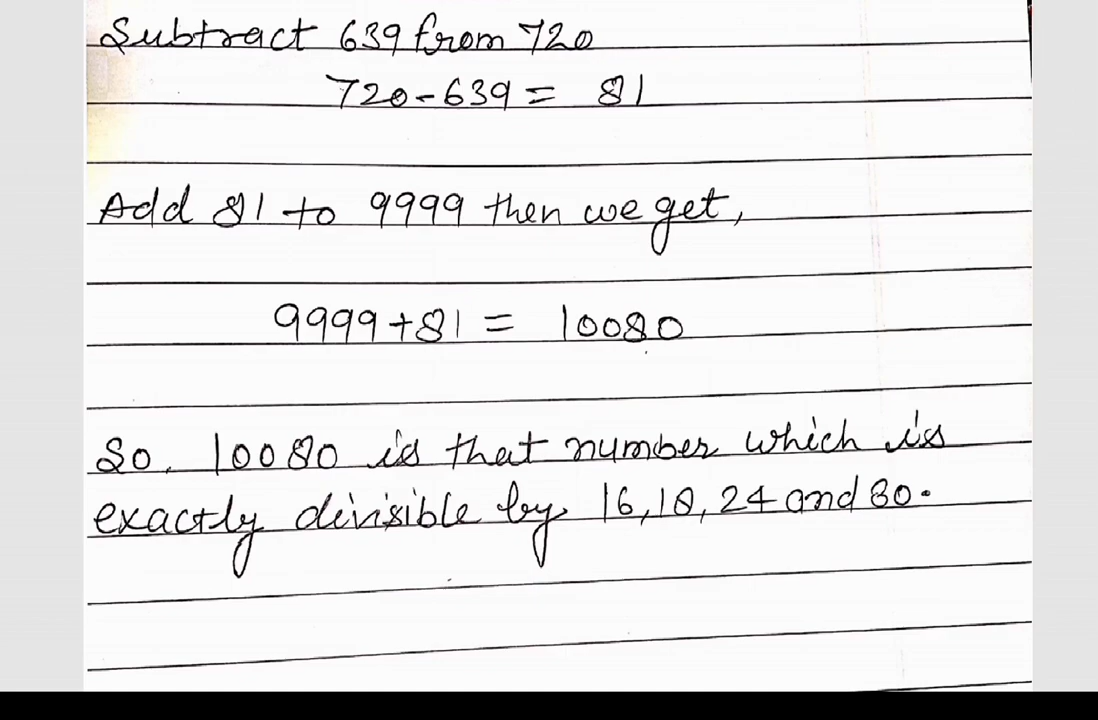 Subtract 639 from 720
720-639 = 81
Add 81 to 9999 then we get,
9999+81 = 10080
So, 10080 is that number which is
exactly divisible by 16,18,24 and 80.